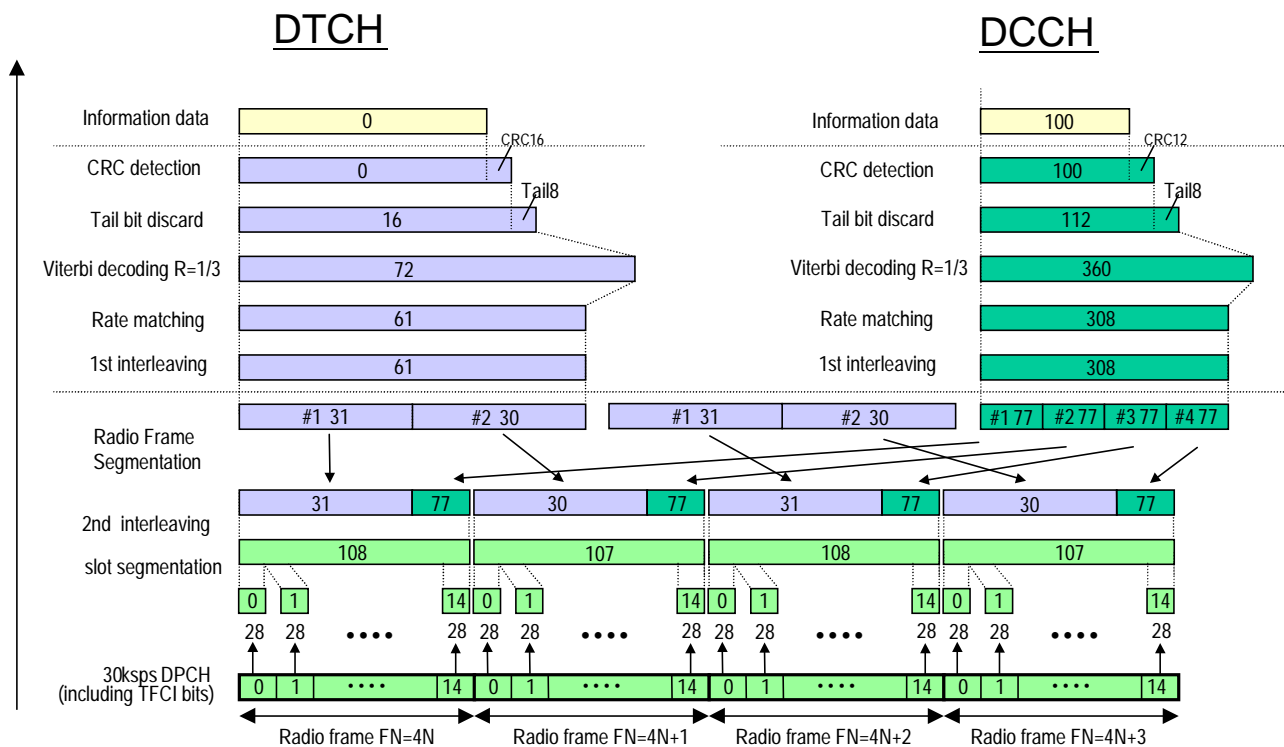 DTCH DCCH
Information data 0 Information data 100
CRC16 CRC12
CRC detection 0 CRC detection 100
Tail8 Tail8
Tail bit discard 16 Tail bit discard 112
Viterbi decoding R=1/3 72 Viterbi decoding R=1/3 360
Rate matching 61 Rate matching 308
1st interleaving 61 1st interleaving 308
#1 31 #2 30 #1 31 #2 30 #1 77 #2 77 #3 77 #4 77
Radio Frame
Segmentation
31 77 30 77 31 77 30 77
2nd interleaving
108 107 108 107
slot segmentation
0 1 14 0 1 14 0 1 14 0 1 14
28 28 •••• 28 28 28 •••• 28 28 28 •••• 28 28 28 •••• 28
30ksps DPCH
(including TFCI bits)
0 1 •••• 14 0 1 •••• 14 0 1 •••• 14 0 1 •••• 14
Radio frame FN=4N Radio frame FN=4N+1 Radio frame FN=4N+2 Radio frame FN=4N+3